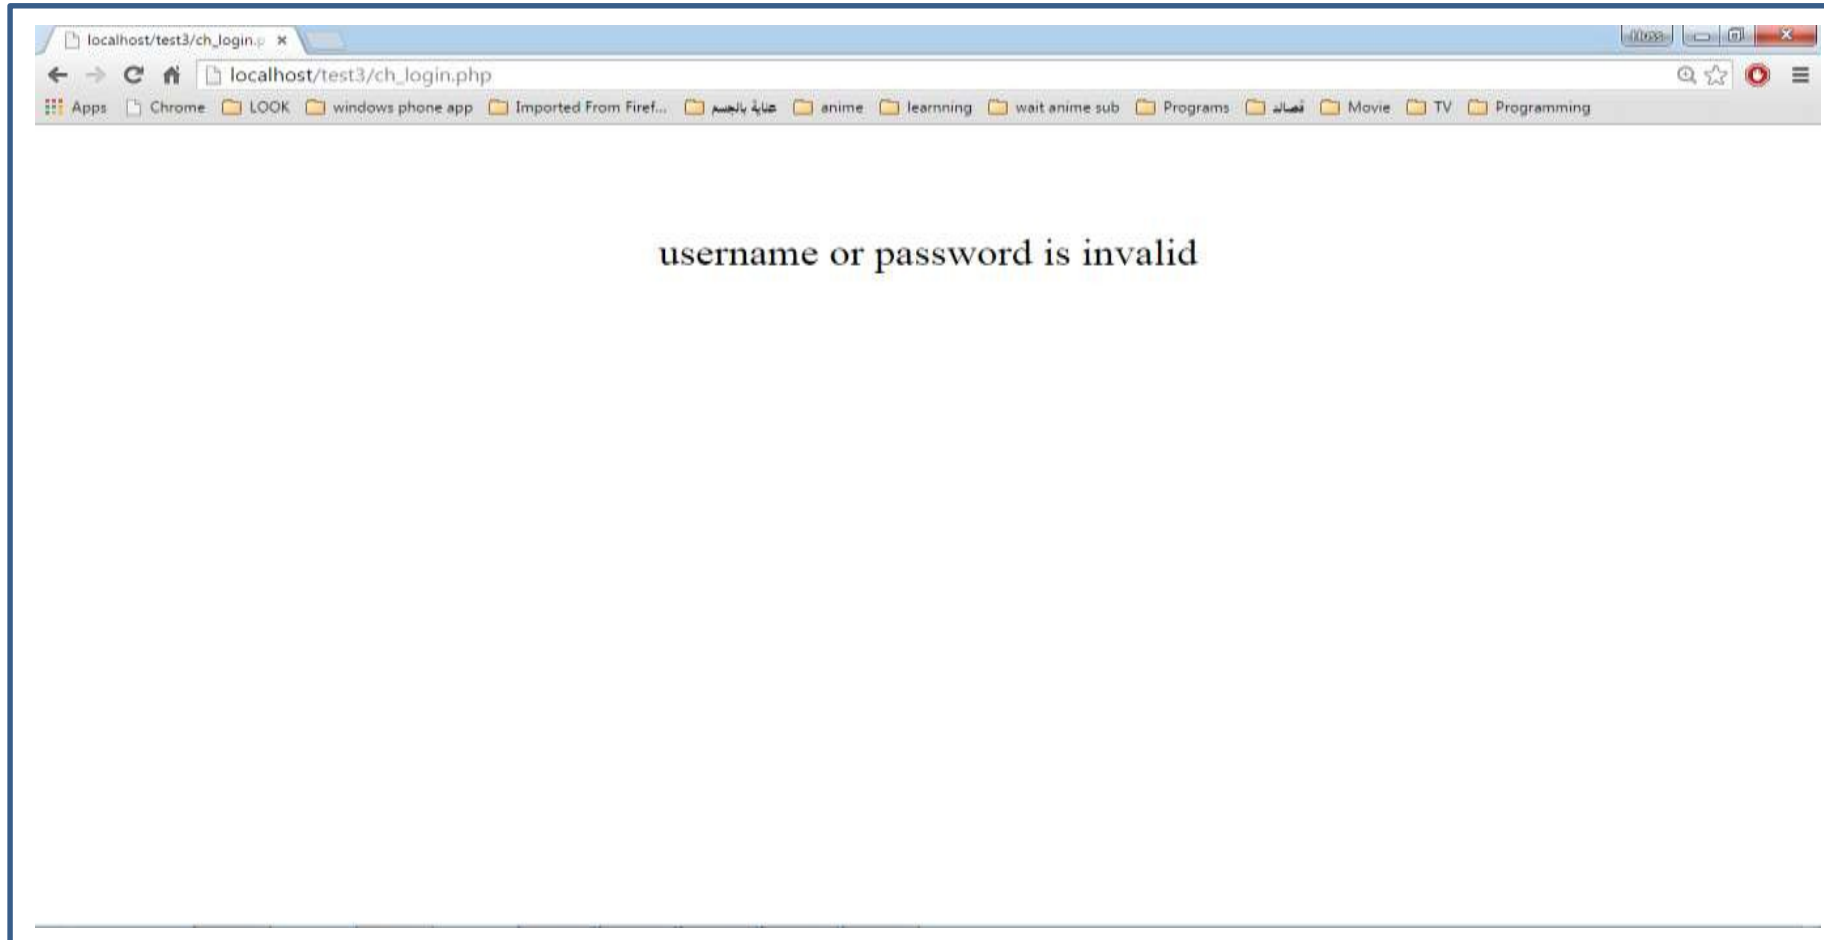 localhost/test3/ch_login.p
localhost/test3/ch_login.php
Apps Chrome LOOK windows phone app Imported From Firef... عناية بالجسم anime learnning wait anime sub Programs قصائد Movie TV Programming
username or password is invalid